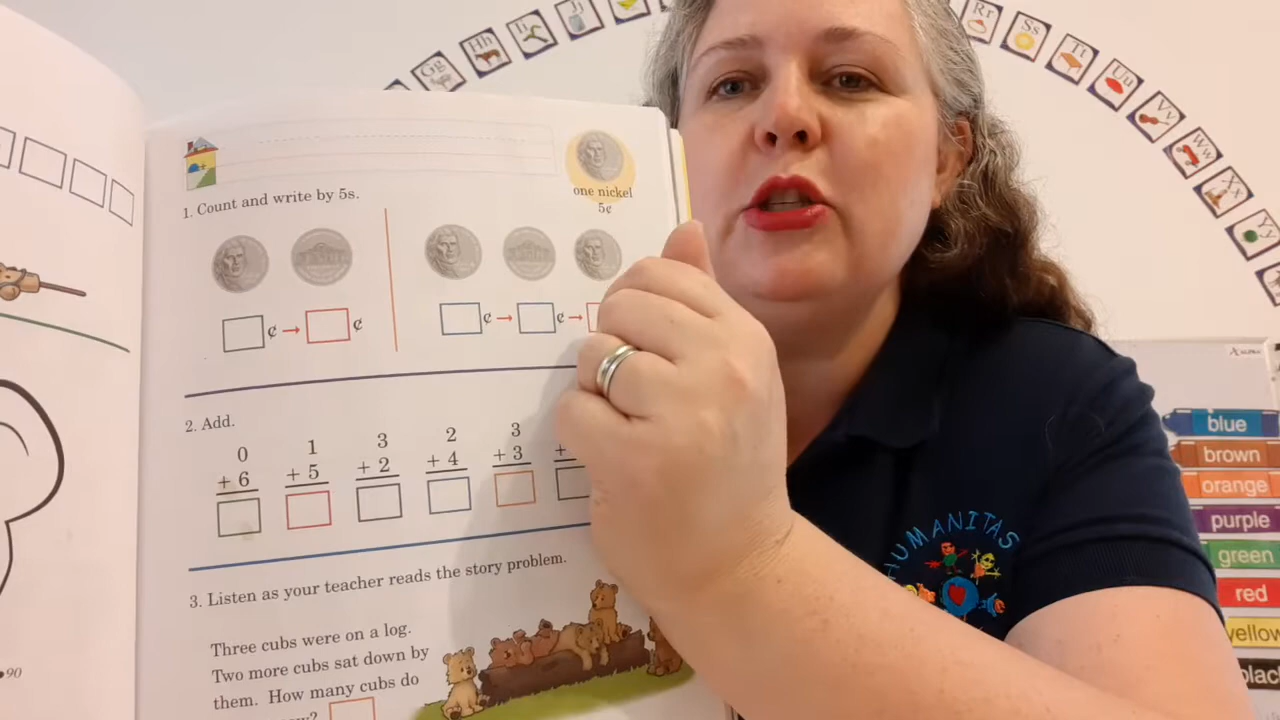 Gg
Hh
Ii
Jj
Rr
Ss
Tt
Uu
Vv
Ww
Xx
Yy
one nickel
5¢
1. Count and write by 5s.
¢ → ¢
¢ → ¢ →
2. Add.
0 1 3 2 3
+ 6 + 5 + 2 + 4 + 3 +
3. Listen as your teacher reads the story problem.
Three cubs were on a log.
Two more cubs sat down by
them. How many cubs do
90
HUMANITAS
ALPHA
blue
brown
orange
purple
green
red
yellow